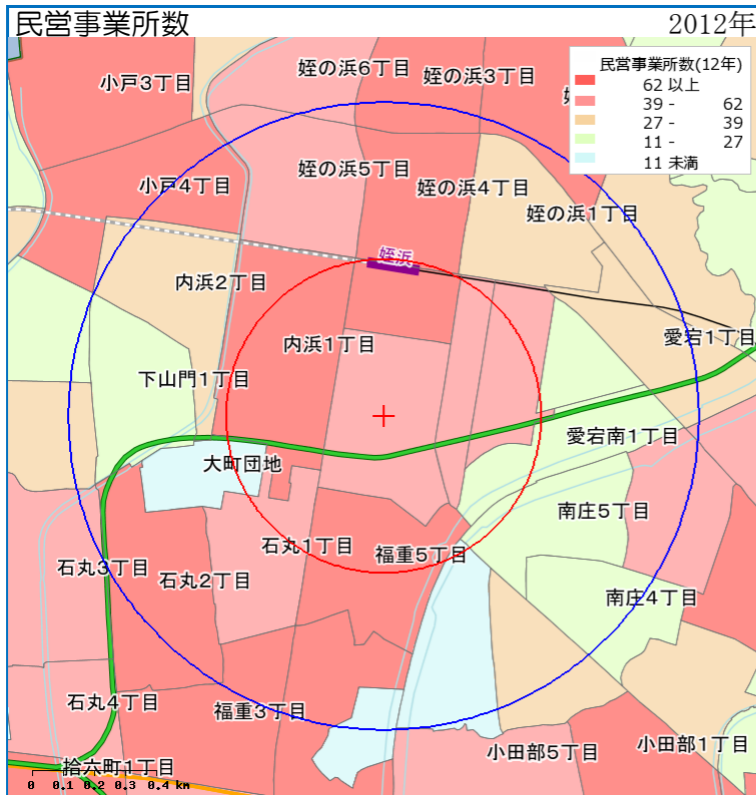 民営事業所数
2012年
民営事業所数(12年)
62 以上
39 - 62
27 - 39
11 - 27
11 未満
小戸3丁目
姪の浜6丁目
姪の浜3丁目
姪の浜5丁目
小戸4丁目
姪の浜4丁目
姪の浜1丁目
姪浜
内浜2丁目
内浜1丁目
愛宕1丁目
下山門1丁目
愛宕南1丁目
大町団地
南庄5丁目
石丸1丁目
福重5丁目
石丸3丁目
石丸2丁目
南庄4丁目
石丸4丁目
福重3丁目
小田部5丁目
小田部1丁目
拾六町1丁目
0 0.1 0.2 0.3 0.4 km